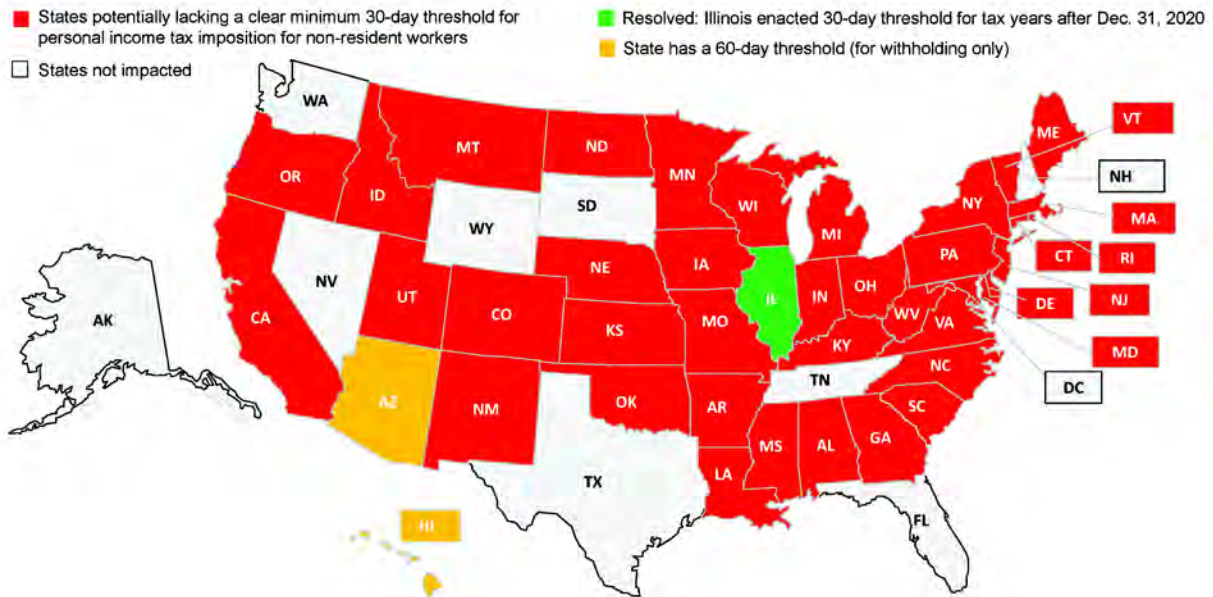 States potentially lacking a clear minimum 30-day threshold for
personal income tax imposition for non-resident workers
States not impacted
Resolved: Illinois enacted 30-day threshold for tax years after Dec. 31, 2020
State has a 60-day threshold (for withholding only)
WA
MT
ND
MN
ME
VT
OR
ID
SD
WI
NY
NH
WY
MI
MA
NE
IA
PA
CT
RI
NV
UT
IL
IN
OH
DE
NJ
AK
CA
CO
KS
MO
WV
VA
KY
MD
AZ
NM
OK
AR
TN
NC
DC
SC
MS
AL
GA
TX
LA
FL
HI